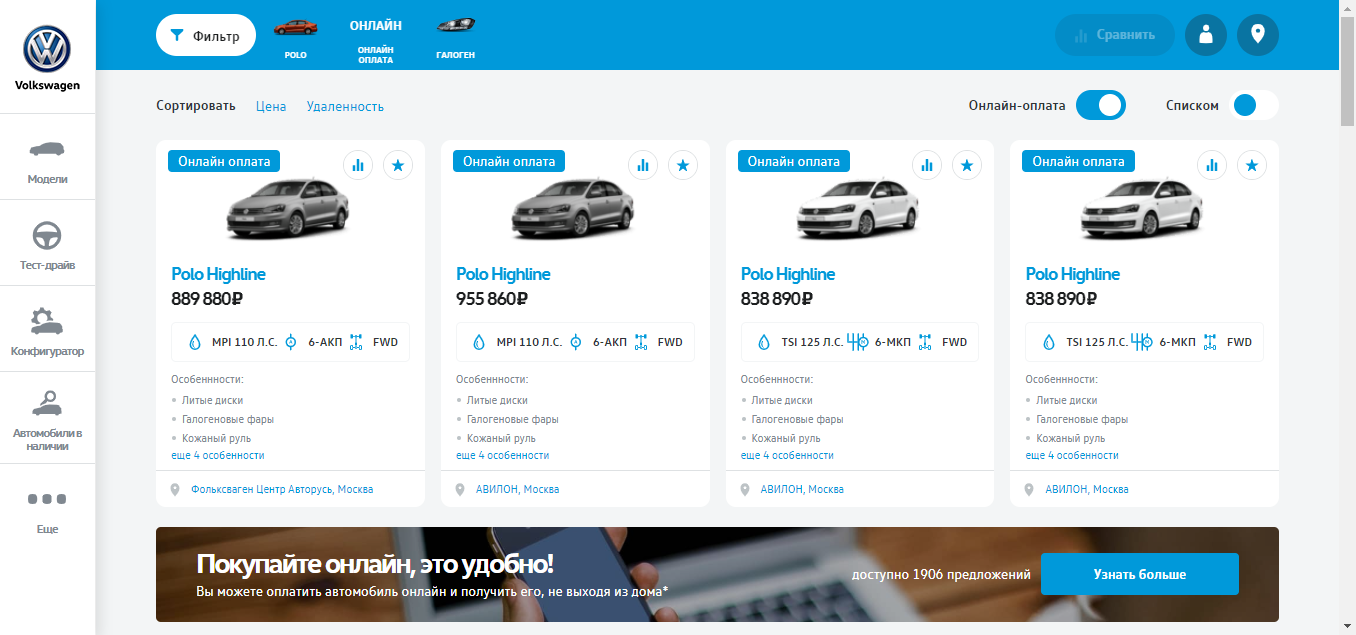 Volkswagen
Модели
Тест-драйв
Конфигуратор
Автомобили в
наличии
Еще
Фильтр
POLO
ОНЛАЙН
ОНЛАЙН
ОПЛАТА
ГАЛОГЕН
Сравнить
Сортировать Цена Удаленность
Онлайн-оплата Списком
Онлайн оплата
Polo Highline
889 880₽
MPI 110 Л.С. 6-АКП FWD
Особеннности:
Литые диски
Галогеновые фары
Кожаный руль
еще 4 особенности
Фольксваген Центр Авторусь, Москва
Онлайн оплата
Polo Highline
955 860₽
MPI 110 Л.С. 6-АКП FWD
Особеннности:
Литые диски
Галогеновые фары
Кожаный руль
еще 4 особенности
АВИЛОН, Москва
Онлайн оплата
Polo Highline
838 890₽
TSI 125 Л.С. 6-МКП FWD
Особеннности:
Литые диски
Галогеновые фары
Кожаный руль
еще 4 особенности
АВИЛОН, Москва
Онлайн оплата
Polo Highline
838 890₽
TSI 125 Л.С. 6-МКП FWD
Особеннности:
Литые диски
Галогеновые фары
Кожаный руль
еще 4 особенности
АВИЛОН, Москва
Покупайте онлайн, это удобно!
Вы можете оплатить автомобиль онлайн и получить его, не выходя из дома*
доступно 1906 предложений
Узнать больше